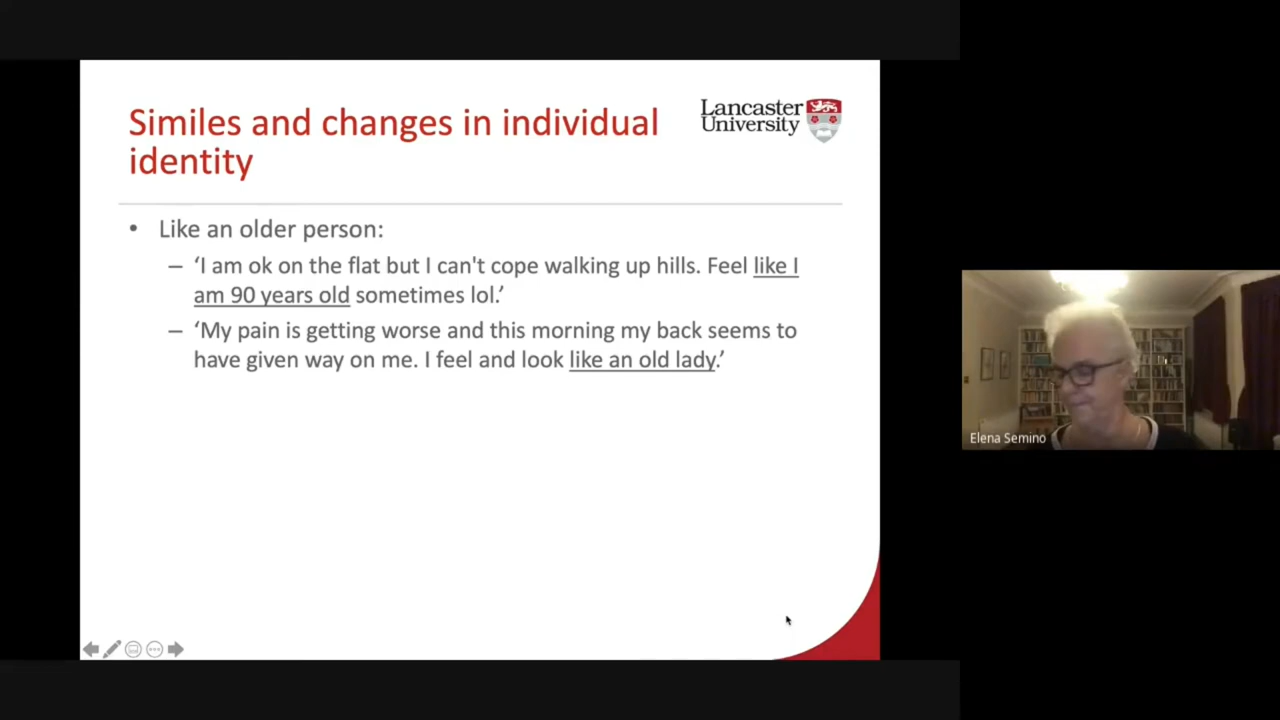 Similes and changes in individual
identity
Lancaster
University
• Like an older person:
– ‘I am ok on the flat but I can't cope walking up hills. Feel like I
am 90 years old sometimes lol.’
– ‘My pain is getting worse and this morning my back seems to
have given way on me. I feel and look like an old lady.’
Elena Semino